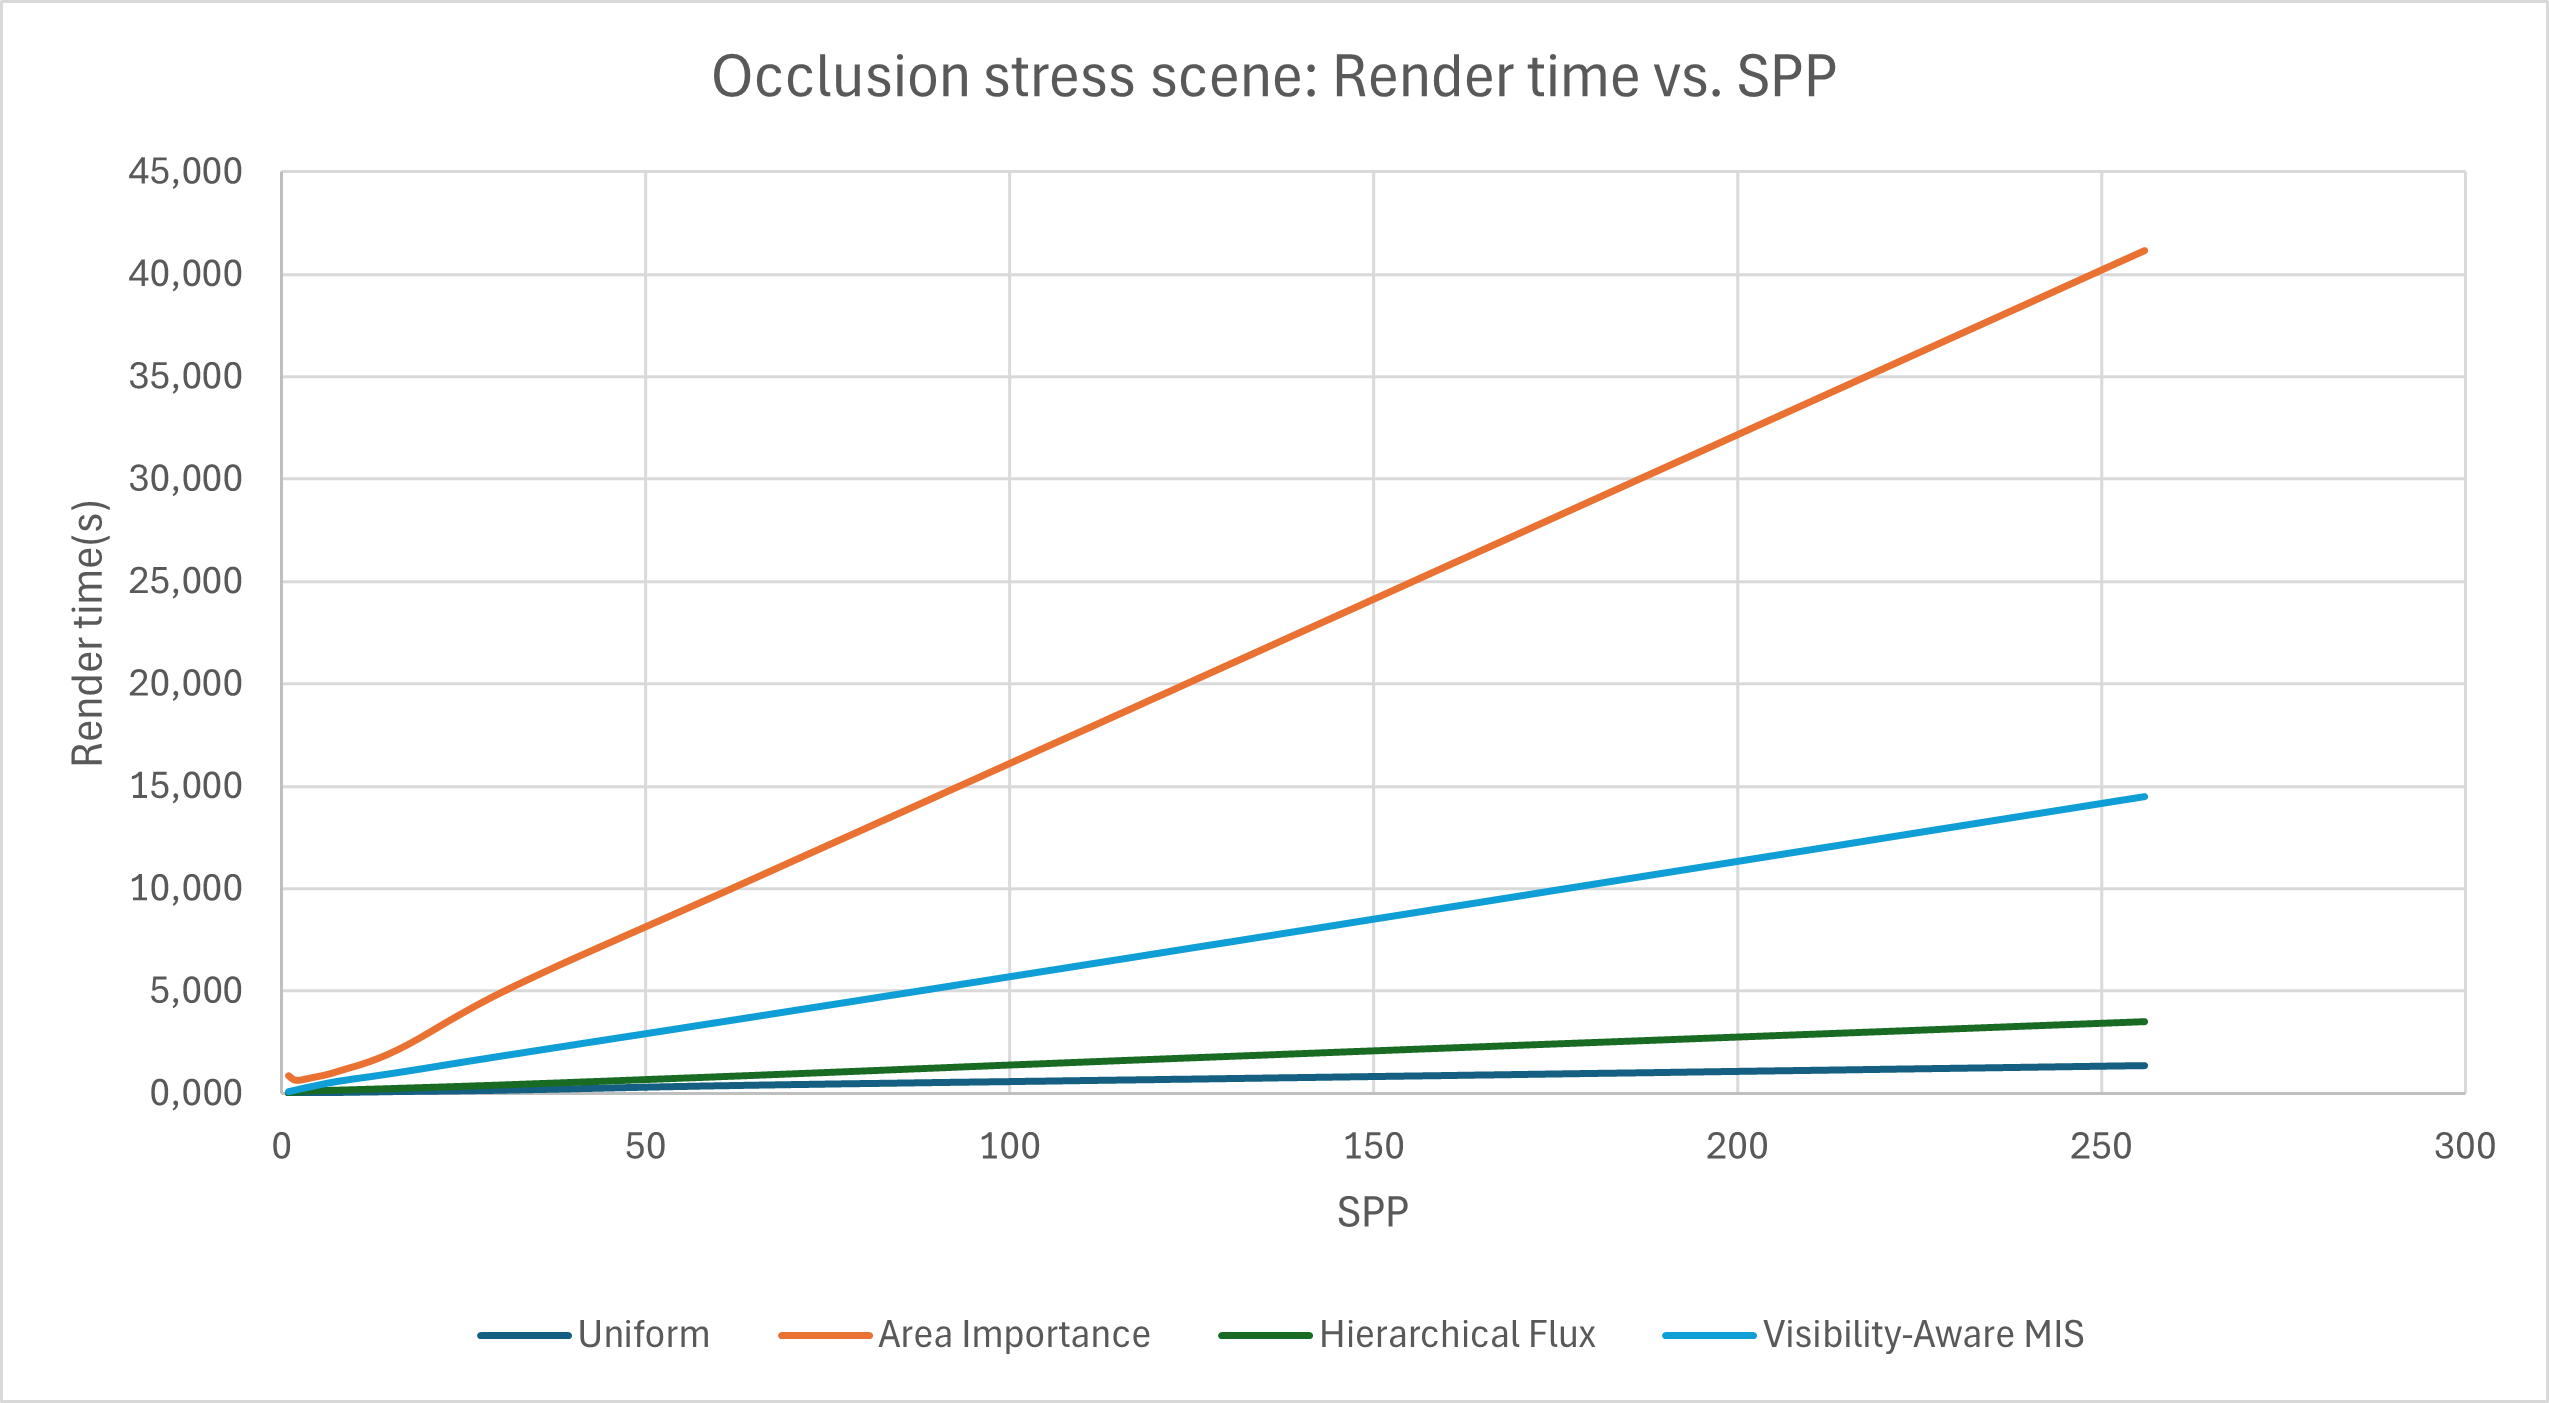 Occlusion stress scene: Render time vs. SPP
45,000
40,000
35,000
30,000
25,000
20,000
15,000
10,000
5,000
0,000
Render time(s)
0 50 100 150 200 250 300
SPP
Uniform Area Importance Hierarchical Flux Visibility-Aware MIS